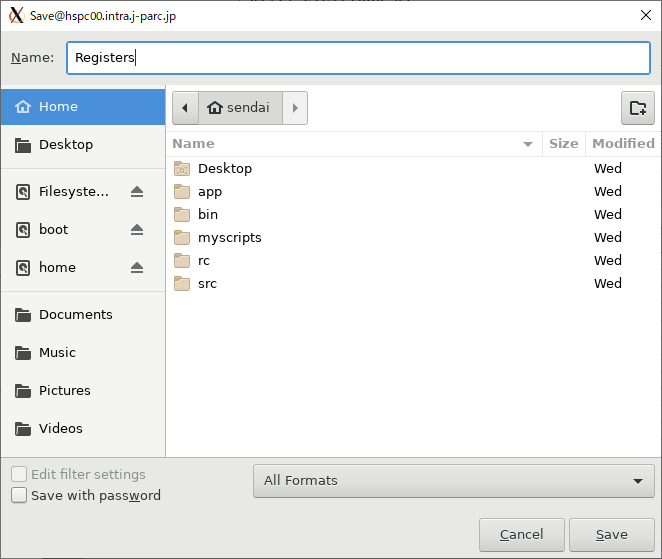 Save@hspc00.intra.j-parc.jp
Name: Registers
Home
Desktop
Filesyste...
boot
home
Documents
Music
Pictures
Videos
sendai
Name Size Modified
Desktop Wed
app Wed
bin Wed
myscripts Wed
rc Wed
src Wed
Edit filter settings
Save with password
All Formats
Cancel Save